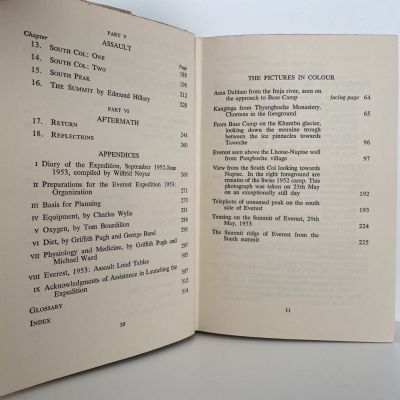 Chapter
PART V
ASSAULT
Page
13. SOUTH COL: ONE 188
14. SOUTH COL: TWO 198
15. SOUTH PEAK 212
16. THE SUMMIT by Edmund Hillary
PART VI
AFTERMATH
17. RETURN 244
18. REFLECTIONS 260
APPENDICES
I Diary of the Expedition, September 1952-
June 1953, compiled by Wilfrid Noyce 265
II Preparations for the Everest Expedition 1953:
Organization 271
III Basis for Planning
IV Equipment, by Charles Wylie
V Oxygen, by Tom Bourdillon
VI Diet, by Griffith Pugh and George Band
VII Physiology and Medicine, by Griffith Pugh and
Michael Ward
VIII Everest, 1953: Assault Load Tables
IX Acknowledgments of Assistance in Launching the
Expedition
GLOSSARY
INDEX
10
THE PICTURES IN COLOUR
Ama Dablam from the Imja river, seen on
the approach to Base Camp facing page 64
Kangtega from Thyangboche Monastery,
Chortens in the foreground 65
From Base Camp on the Khumbu glacier,
looking down the moraine trough
between the ice pinnacles towards
Taweche 96
Everest seen above the Lhotse-Nuptse wall
from Pangboche village 97
View from the South Col looking towards
Nuptse. In the right foreground are
remains of the Swiss 1952 camp. This
photograph was taken on 25th May
on an exceptionally still day 192
Telephoto of unnamed peak on the south
side of Everest 193
Tenzing on the Summit of Everest, 29th
May, 1953 224
The Summit ridge of Everest from the
South summit 225
11